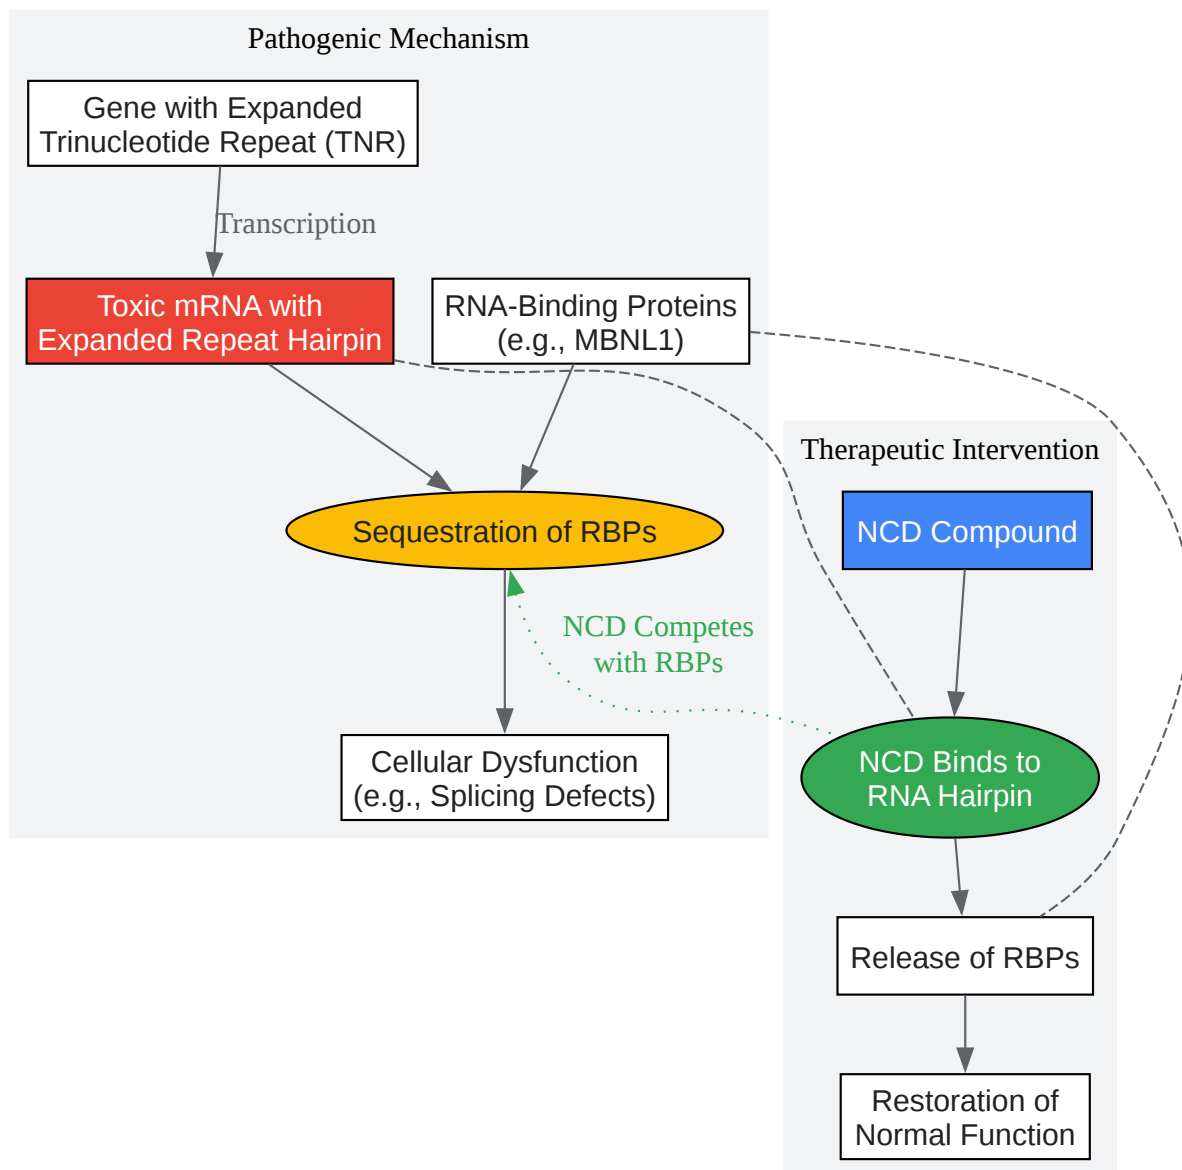 Pathogenic Mechanism
Gene with Expanded
Trinucleotide Repeat (TNR)
Transcription
Toxic mRNA with
Expanded Repeat Hairpin
RNA-Binding Proteins
(e.g., MBNL1)
Sequestration of RBPs
NCD Competes
with RBPs
Cellular Dysfunction
(e.g., Splicing Defects)
Therapeutic Intervention
NCD Compound
NCD Binds to
RNA Hairpin
Release of RBPs
Restoration of
Normal Function